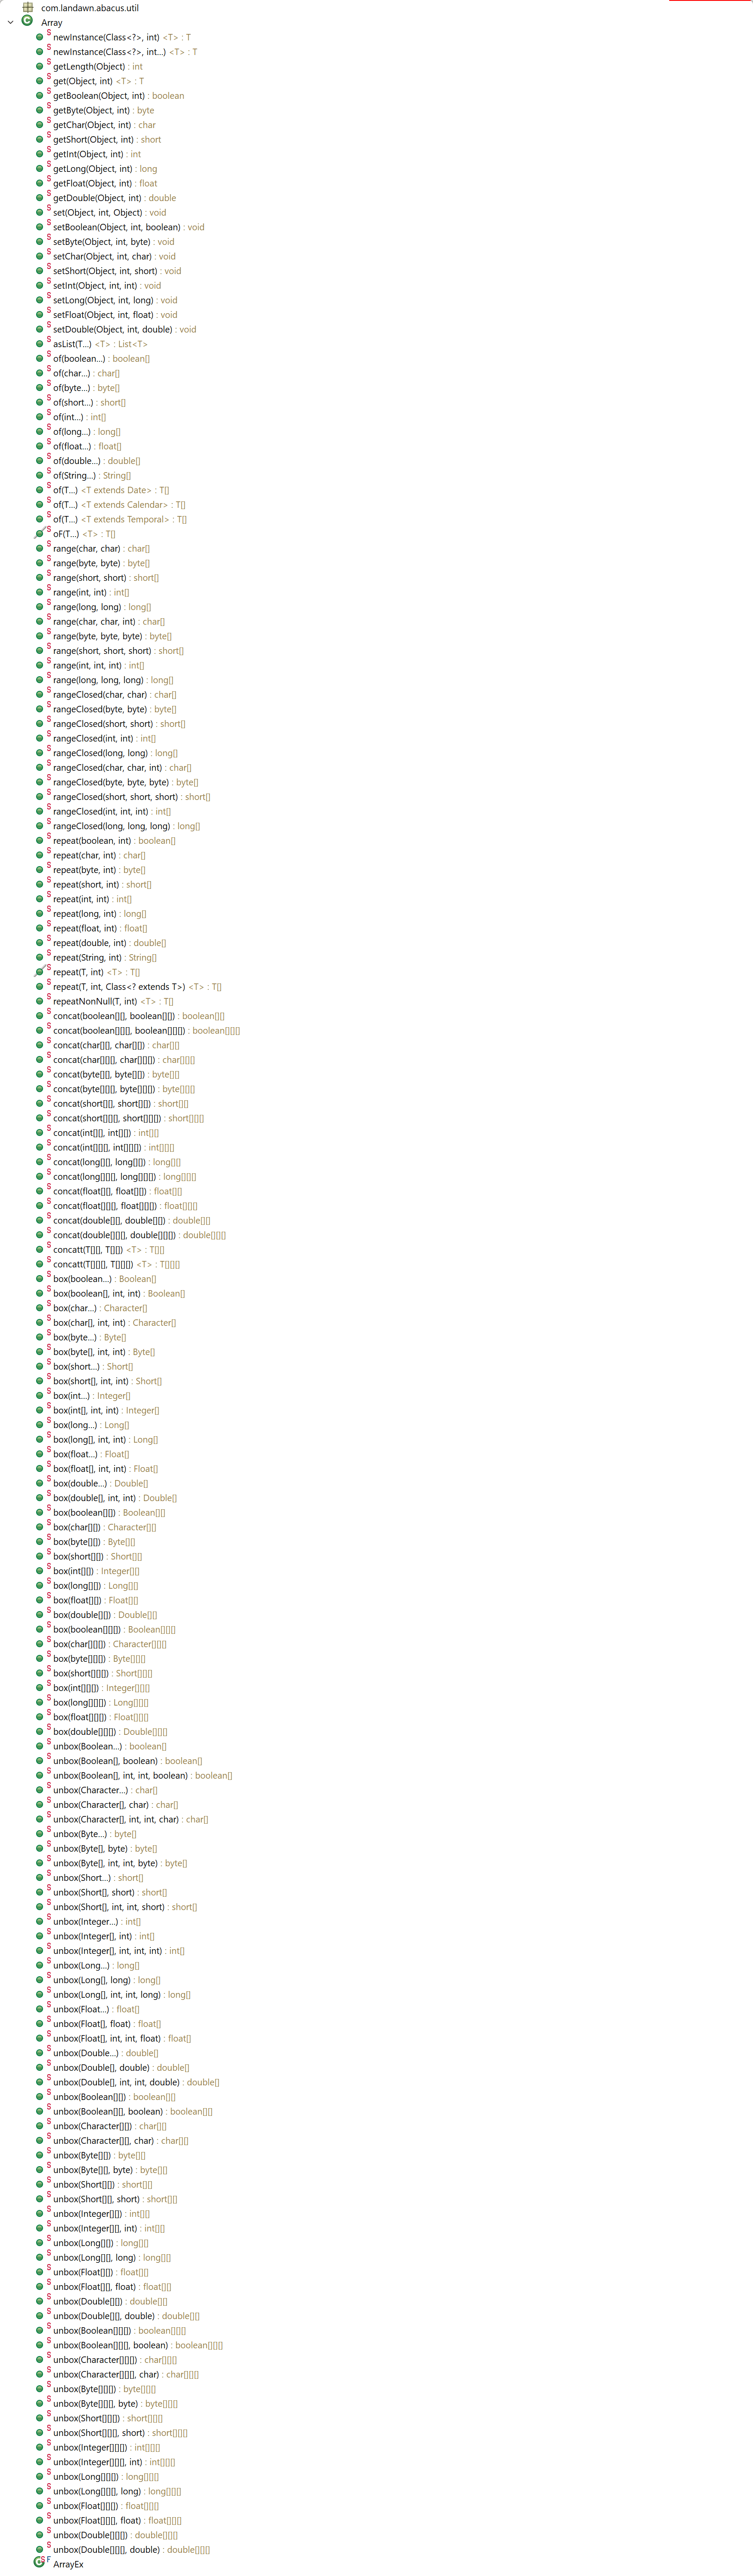 com.landawn.abacus.util
Array
newInstance(Class<?>, int) <T> : T
newInstance(Class<?>, int...) <T> : T
getLength(Object) : int
get(Object, int) <T> : T
getBoolean(Object, int) : boolean
getByte(Object, int) : byte
getChar(Object, int) : char
getShort(Object, int) : short
getInt(Object, int) : int
getLong(Object, int) : long
getFloat(Object, int) : float
getDouble(Object, int) : double
set(Object, int, Object) : void
setBoolean(Object, int, boolean) : void
setByte(Object, int, byte) : void
setChar(Object, int, char) : void
setShort(Object, int, short) : void
setInt(Object, int, int) : void
setLong(Object, int, long) : void
setFloat(Object, int, float) : void
setDouble(Object, int, double) : void
asList(T...) <T> : List<T>
of(boolean...) : boolean[]
of(char...) : char[]
of(byte...) : byte[]
of(short...) : short[]
of(int...) : int[]
of(long...) : long[]
of(float...) : float[]
of(double...) : double[]
of(String...) : String[]
of(T...) <T extends Date> : T[]
of(T...) <T extends Calendar> : T[]
of(T...) <T extends Temporal> : T[]
oF(T...) <T> : T[]
range(char, char) : char[]
range(byte, byte) : byte[]
range(short, short) : short[]
range(int, int) : int[]
range(long, long) : long[]
range(char, char, int) : char[]
range(byte, byte, byte) : byte[]
range(short, short, short) : short[]
range(int, int, int) : int[]
range(long, long, long) : long[]
rangeClosed(char, char) : char[]
rangeClosed(byte, byte) : byte[]
rangeClosed(short, short) : short[]
rangeClosed(int, int) : int[]
rangeClosed(long, long) : long[]
rangeClosed(char, char, int) : char[]
rangeClosed(byte, byte, byte) : byte[]
rangeClosed(short, short, short) : short[]
rangeClosed(int, int, int) : int[]
rangeClosed(long, long, long) : long[]
repeat(boolean, int) : boolean[]
repeat(char, int) : char[]
repeat(byte, int) : byte[]
repeat(short, int) : short[]
repeat(int, int) : int[]
repeat(long, int) : long[]
repeat(float, int) : float[]
repeat(double, int) : double[]
repeat(String, int) : String[]
repeat(T, int) <T> : T[]
repeat(T, int, Class<? extends T>) <T> : T[]
repeatNonNull(T, int) <T> : T[]
concat(boolean[][], boolean[][]) : boolean[][]
concat(boolean[][][], boolean[][][]) : boolean[][][]
concat(char[][], char[][]) : char[][]
concat(char[][][], char[][][]) : char[][][]
concat(byte[][], byte[][]) : byte[][]
concat(byte[][][], byte[][][]) : byte[][][]
concat(short[][], short[][]) : short[][]
concat(short[][][], short[][][]) : short[][][]
concat(int[][], int[][]) : int[][]
concat(int[][][], int[][][]) : int[][][]
concat(long[][], long[][]) : long[][]
concat(long[][][], long[][][]) : long[][][]
concat(float[][], float[][]) : float[][]
concat(float[][][], float[][][]) : float[][][]
concat(double[][], double[][]) : double[][]
concat(double[][][], double[][][]) : double[][][]
concatt(T[][], T[][]) <T> : T[][]
concatt(T[][][], T[][][]) <T> : T[][][]
box(boolean...) : Boolean[]
box(boolean[], int, int) : Boolean[]
box(char...) : Character[]
box(char[], int, int) : Character[]
box(byte...) : Byte[]
box(byte[], int, int) : Byte[]
box(short...) : Short[]
box(short[], int, int) : Short[]
box(int...) : Integer[]
box(int[], int, int) : Integer[]
box(long...) : Long[]
box(long[], int, int) : Long[]
box(float...) : Float[]
box(float[], int, int) : Float[]
box(double...) : Double[]
box(double[], int, int) : Double[]
box(boolean[][]) : Boolean[][]
box(char[][]) : Character[][]
box(byte[][]) : Byte[][]
box(short[][]) : Short[][]
box(int[][]) : Integer[][]
box(long[][]) : Long[][]
box(float[][]) : Float[][]
box(double[][]) : Double[][]
box(boolean[][][]) : Boolean[][][]
box(char[][][]) : Character[][][]
box(byte[][][]) : Byte[][][]
box(short[][][]) : Short[][][]
box(int[][][]) : Integer[][][]
box(long[][][]) : Long[][][]
box(float[][][]) : Float[][][]
box(double[][][]) : Double[][][]
unbox(Boolean...) : boolean[]
unbox(Boolean[], boolean) : boolean[]
unbox(Boolean[], int, int, boolean) : boolean[]
unbox(Character...) : char[]
unbox(Character[], char) : char[]
unbox(Character[], int, int, char) : char[]
unbox(Byte...) : byte[]
unbox(Byte[], byte) : byte[]
unbox(Byte[], int, int, byte) : byte[]
unbox(Short...) : short[]
unbox(Short[], short) : short[]
unbox(Short[], int, int, short) : short[]
unbox(Integer...) : int[]
unbox(Integer[], int) : int[]
unbox(Integer[], int, int, int) : int[]
unbox(Long...) : long[]
unbox(Long[], long) : long[]
unbox(Long[], int, int, long) : long[]
unbox(Float...) : float[]
unbox(Float[], float) : float[]
unbox(Float[], int, int, float) : float[]
unbox(Double...) : double[]
unbox(Double[], double) : double[]
unbox(Double[], int, int, double) : double[]
unbox(Boolean[][]) : boolean[][]
unbox(Boolean[][], boolean) : boolean[][]
unbox(Character[][]) : char[][]
unbox(Character[][], char) : char[][]
unbox(Byte[][]) : byte[][]
unbox(Byte[][], byte) : byte[][]
unbox(Short[][]) : short[][]
unbox(Short[][], short) : short[][]
unbox(Integer[][]) : int[][]
unbox(Integer[][], int) : int[][]
unbox(Long[][]) : long[][]
unbox(Long[][], long) : long[][]
unbox(Float[][]) : float[][]
unbox(Float[][], float) : float[][]
unbox(Double[][]) : double[][]
unbox(Double[][], double) : double[][]
unbox(Boolean[][][]) : boolean[][][]
unbox(Boolean[][][], boolean) : boolean[][][]
unbox(Character[][][]) : char[][][]
unbox(Character[][][], char) : char[][][]
unbox(Byte[][][]) : byte[][][]
unbox(Byte[][][], byte) : byte[][][]
unbox(Short[][][]) : short[][][]
unbox(Short[][][], short) : short[][][]
unbox(Integer[][][]) : int[][][]
unbox(Integer[][][], int) : int[][][]
unbox(Long[][][]) : long[][][]
unbox(Long[][][], long) : long[][][]
unbox(Float[][][]) : float[][][]
unbox(Float[][][], float) : float[][][]
unbox(Double[][][]) : double[][][]
unbox(Double[][][], double) : double[][][]
ArrayEx